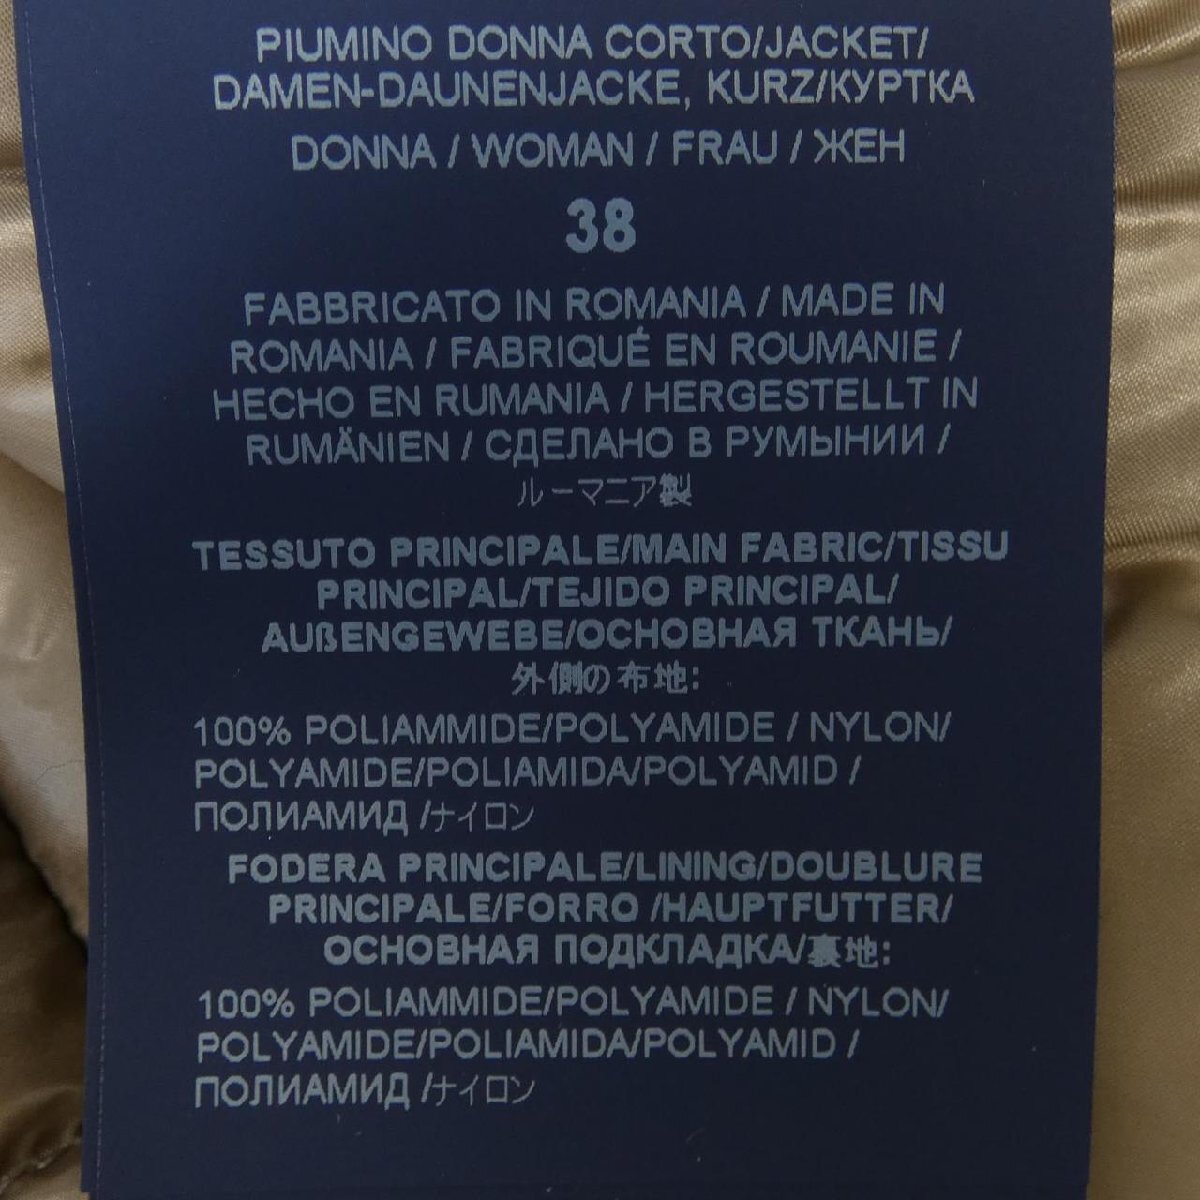 PIUMINO DONNA CORTO/JACKET/
DAMEN-DAUNENJACKE, KURZ/КУРТКА
DONNA / WOMAN / FRAU / ЖЕН
38
FABBRICATO IN ROMANIA / MADE IN
ROMANIA / FABRIQUÉ EN ROUMANIE /
HECHO EN RUMANIA / HERGESTELLT IN
RUMÄNIEN / СДЕЛАНО В РУМЫНИИ /
ルーマニア製
TESSUTO PRINCIPALE/MAIN FABRIC/TISSU
PRINCIPAL/TEJIDO PRINCIPAL/
AUßENGEWEBE/ОСНОВНАЯ ТКАНЬ/
外側の布地:
100% POLIAMMIDE/POLYAMIDE / NYLON/
POLYAMIDE/POLIAMIDA/POLYAMID /
ПОЛИАМИД /ナイロン
FODERA PRINCIPALE/LINING/DOUBLURE
PRINCIPALE/FORRO /HAUPTFUTTER/
ОСНОВНАЯ ПОДКЛАДКА/裏地:
100% POLIAMMIDE/POLYAMIDE / NYLON/
POLYAMIDE/POLIAMIDA/POLYAMID /
ПОЛИАМИД /ナイロン